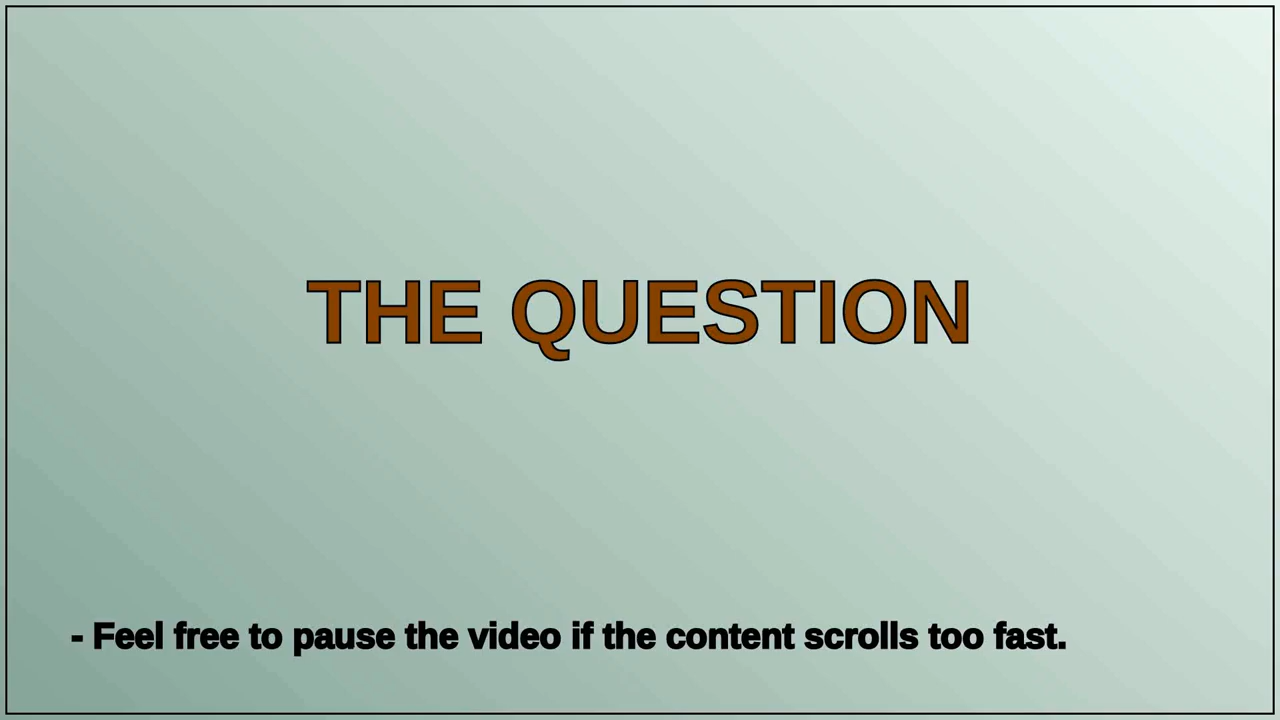 THE QUESTION
- Feel free to pause the video if the content scrolls too fast.